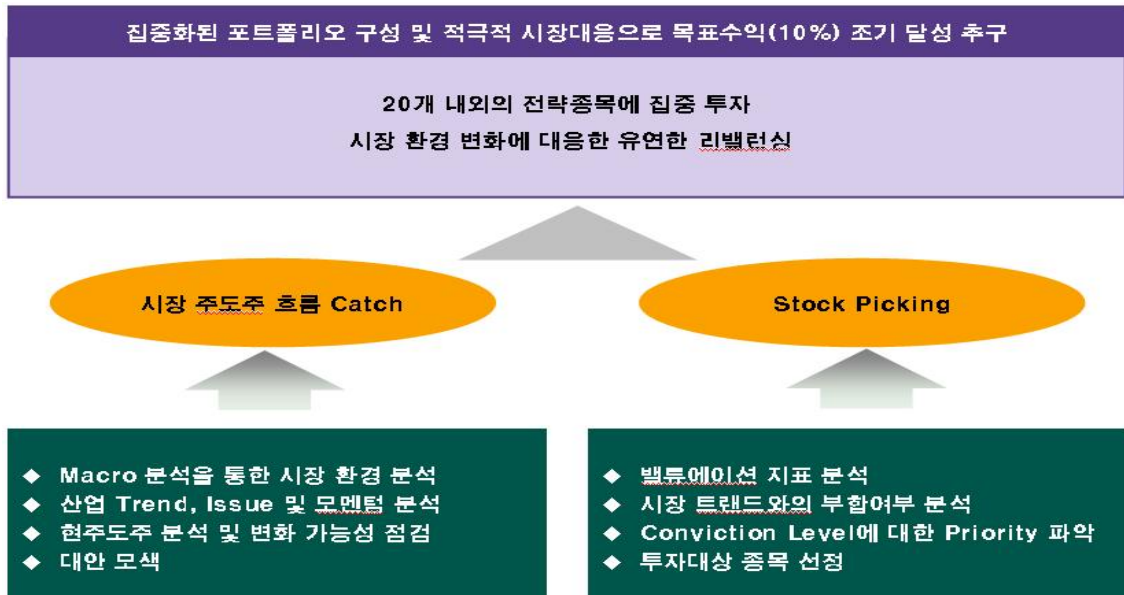 집중화된 포트폴리오 구성 및 적극적 시장대응으로 목표수익(10%) 조기 달성 추구
20개 내외의 전략종목에 집중 투자
시장 환경 변화에 대응한 유연한 리밸런싱
시장 주도주 흐름 Catch
Stock Picking
◆ Macro 분석을 통한 시장 환경 분석
◆ 산업 Trend, Issue 및 모멘텀 분석
◆ 현주도주 분석 및 변화 가능성 점검
◆ 대안 모색
◆ 밸류에이션 지표 분석
◆ 시장 트랜드와의 부합여부 분석
◆ Conviction Level에 대한 Priority 파악
◆ 투자대상 종목 선정